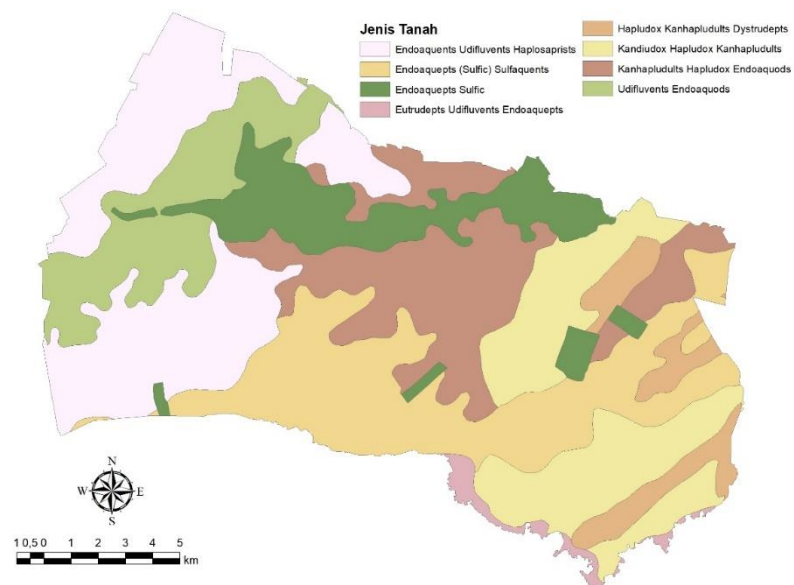 Jenis Tanah
Endoaquents Udifluvents Haplosaprists
Endoaquepts (Sulfic) Sulfaquents
Endoaquepts Sulfic
Eutrudepts Udifluvents Endoaquepts
Hapludox Kanhapludults Dystrudepts
Kandiudox Hapludox Kanhapludults
Kanhapludults Hapludox Endoaquods
Udifluvents Endoaquods
N
W E
S
1 0,5 0 1 2 3 4 5
km